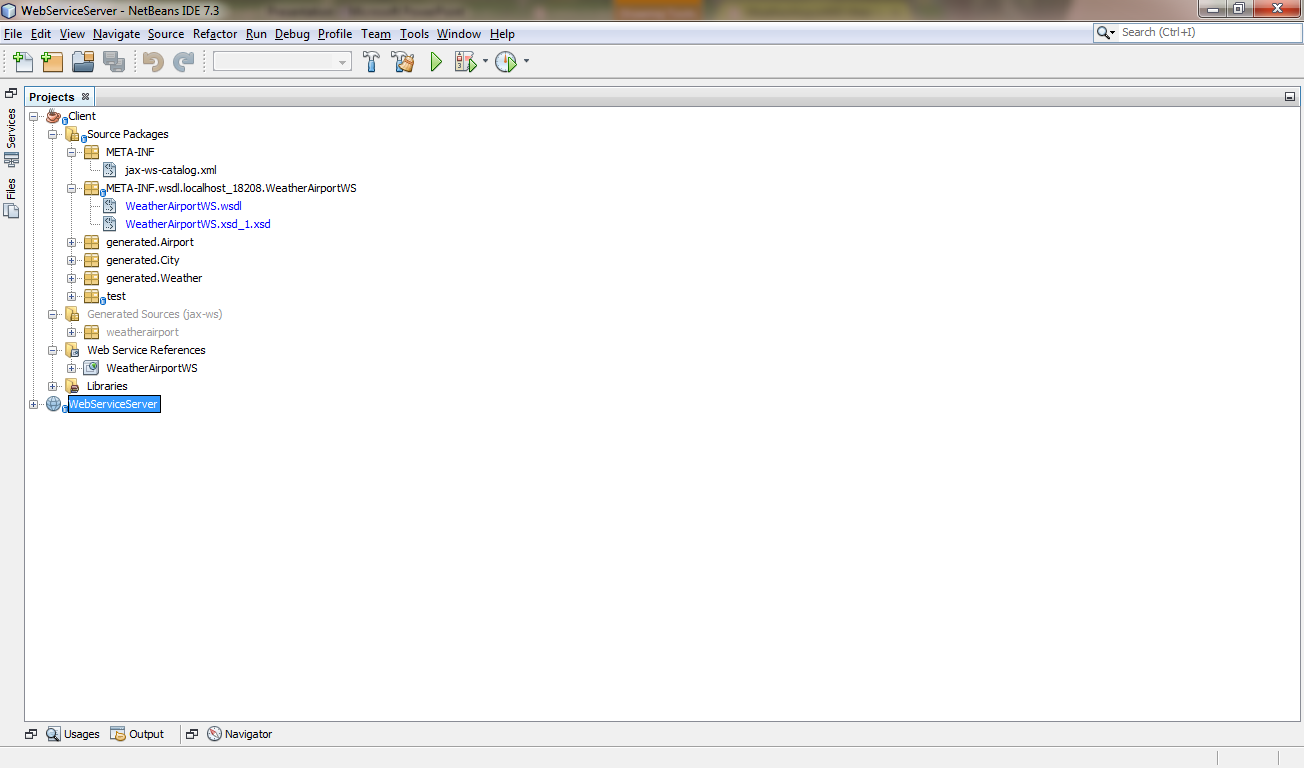 WebServiceServer - NetBeans IDE 7.3
File Edit View Navigate Source Refactor Run Debug Profile Team Tools Window Help
Search (Ctrl+I)
Services
Files
Projects
Client
Source Packages
META-INF
jax-ws-catalog.xml
META-INF.wsdl.localhost_18208.WeatherAirportWS
WeatherAirportWS.wsdl
WeatherAirportWS.xsd_1.xsd
generated.Airport
generated.City
generated.Weather
test
Generated Sources (jax-ws)
weatherairport
Web Service References
WeatherAirportWS
Libraries
WebServiceServer
Usages Output Navigator